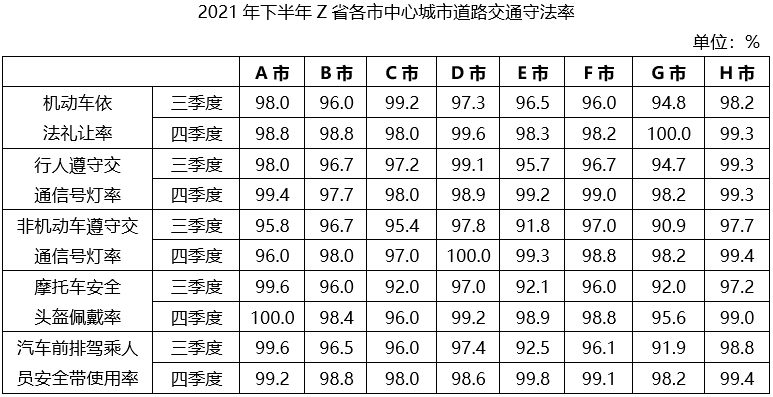 2021年下半年Z省各市中心城市道路交通守法率
单位：%
A市 B市 C市 D市 E市 F市 G市 H市
机动车依 三季度 98.0 96.0 99.2 97.3 96.5 96.0 94.8 98.2
法礼让率 四季度 98.8 98.8 98.0 99.6 98.3 98.2 100.0 99.3
行人遵守交 三季度 98.0 96.7 97.2 99.1 95.7 96.7 94.7 99.3
通信号灯率 四季度 99.4 97.7 98.0 98.9 99.2 99.0 98.2 99.3
非机动车遵守交 三季度 95.8 96.7 95.4 97.8 91.8 97.0 90.9 97.7
通信号灯率 四季度 96.0 98.0 97.0 100.0 99.3 98.8 98.2 99.4
摩托车安全 三季度 99.6 96.0 92.0 97.0 92.1 96.0 92.0 97.2
头盔佩戴率 四季度 100.0 98.4 96.0 99.2 98.9 98.8 95.6 99.0
汽车前排驾乘人 三季度 99.6 96.5 96.0 97.4 92.5 96.1 91.9 98.8
员安全带使用率 四季度 99.2 98.8 98.0 98.6 99.8 99.1 98.2 99.4